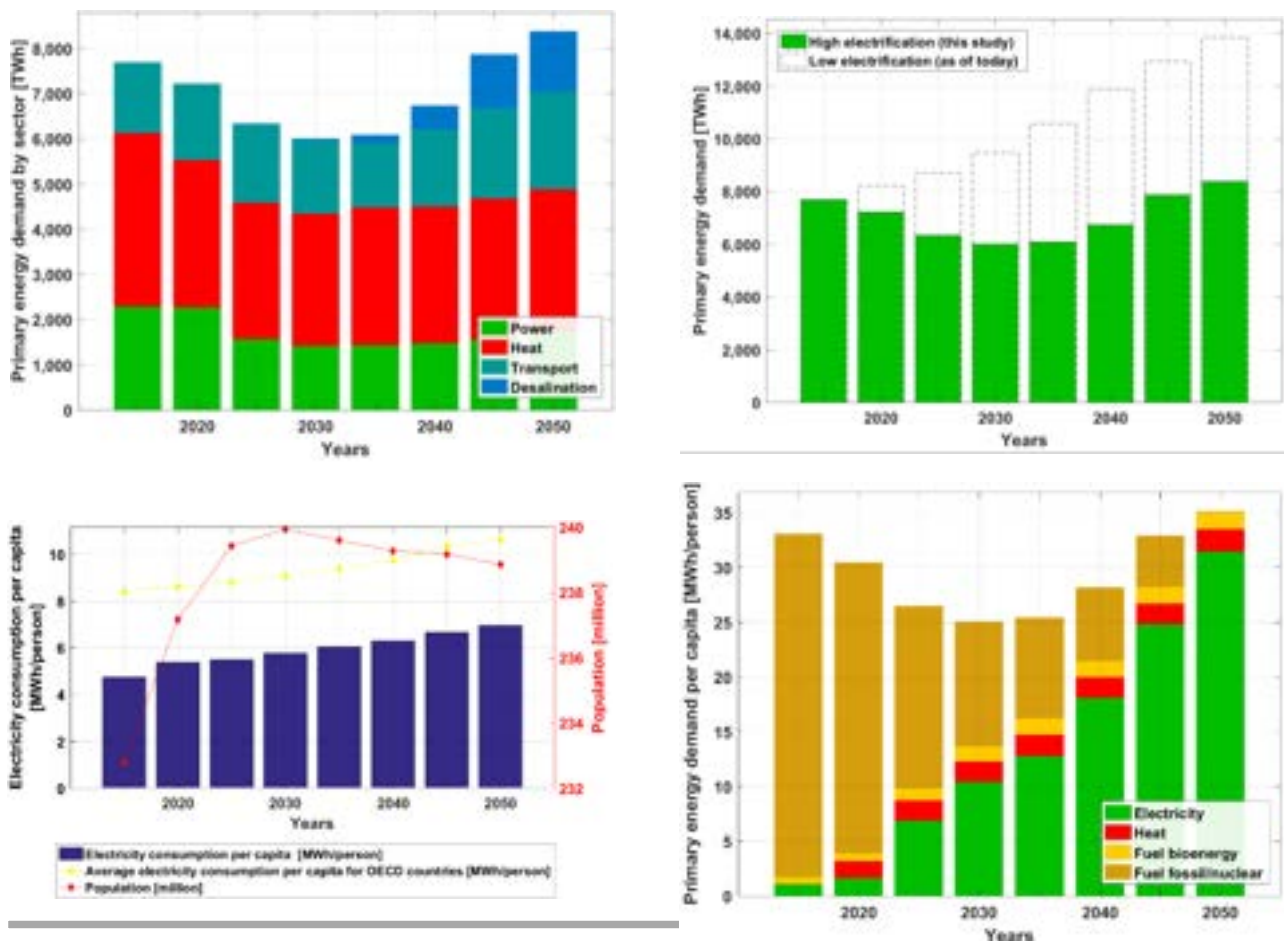 Primary energy demand by sector [TWh]
8,000
7,000
6,000
5,000
4,000
3,000
2,000
1,000
0
Power
Heat
Transport
Desalination
2020
2030
2040
2050
Years
Primary energy demand [TWh]
14,000
12,000
10,000
8,000
6,000
4,000
2,000
0
High electrification (this study)
Low electrification (as of today)
2020
2030
2040
2050
Years
Electricity consumption per capita
[MWh/person]
10
8
6
4
2
0
240
238
236
234
232
Population [million]
2020
2030
2040
2050
Years
Electricity consumption per capita [MWh/person]
Average electricity consumption per capita for OECD countries [MWh/person]
Population [million]
Primary energy demand per capita [MWh/person]
35
30
25
20
15
10
5
0
Electricity
Heat
Fuel bioenergy
Fuel fossil/nuclear
2020
2030
2040
2050
Years